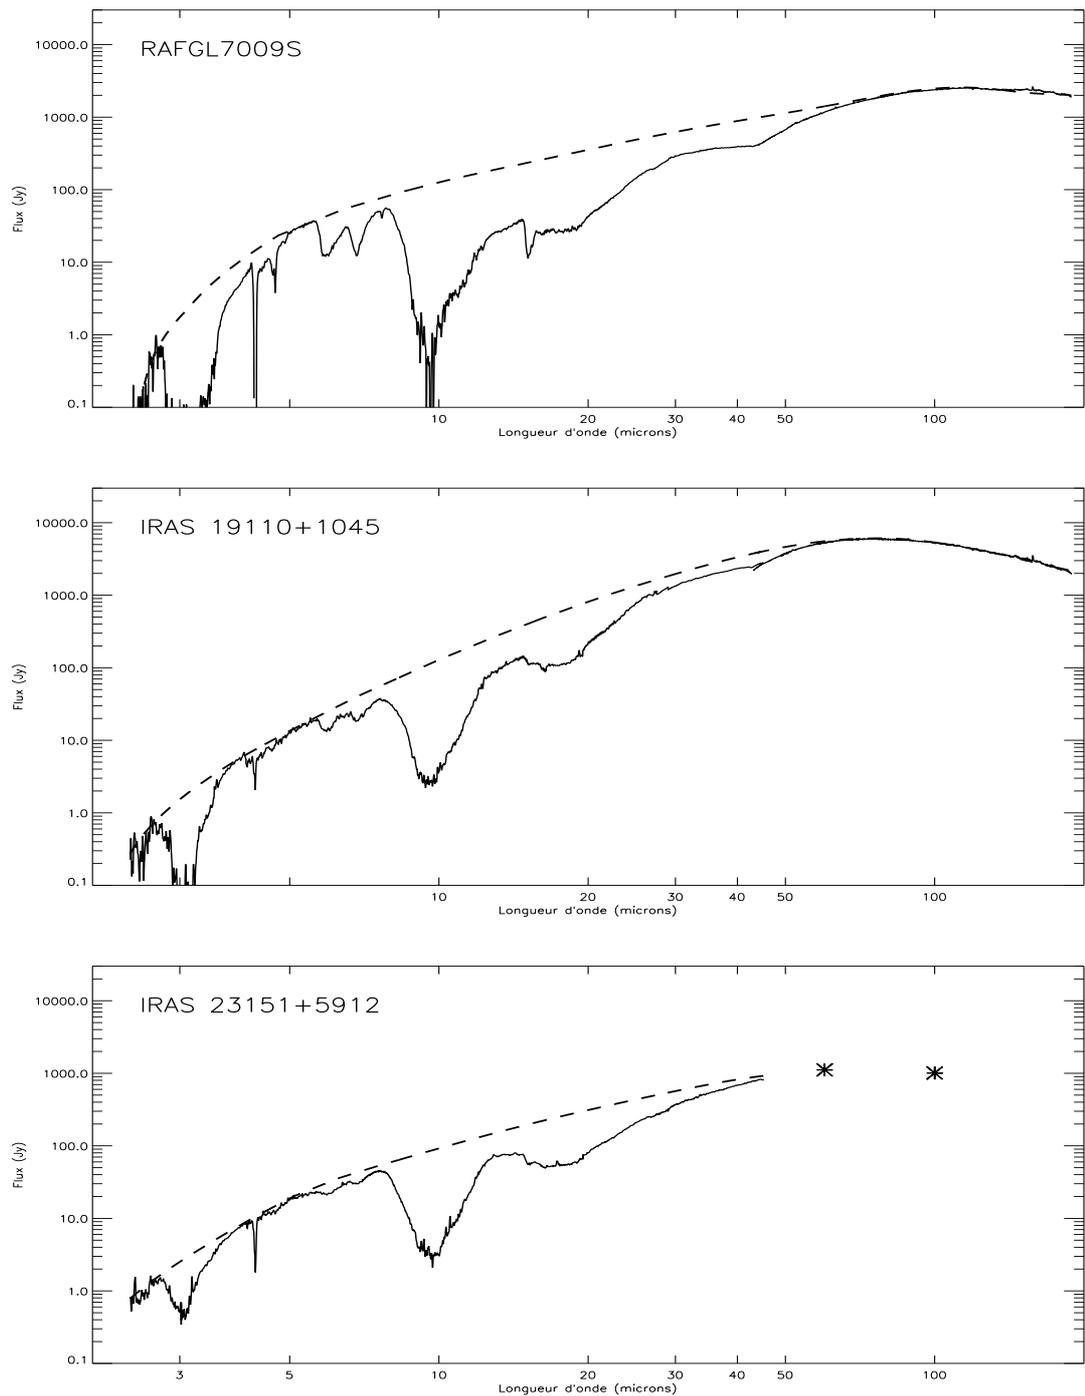 RAFGL7009S
10000.0
1000.0
100.0
10.0
1.0
0.1
Flux (Jy)
10 20 30 40 50 100
Longueur d'onde (microns)
IRAS 19110+1045
10000.0
1000.0
100.0
10.0
1.0
0.1
Flux (Jy)
10 20 30 40 50 100
Longueur d'onde (microns)
IRAS 23151+5912
10000.0
1000.0
100.0
10.0
1.0
0.1
Flux (Jy)
3 5 10 20 30 40 50 100
Longueur d'onde (microns)